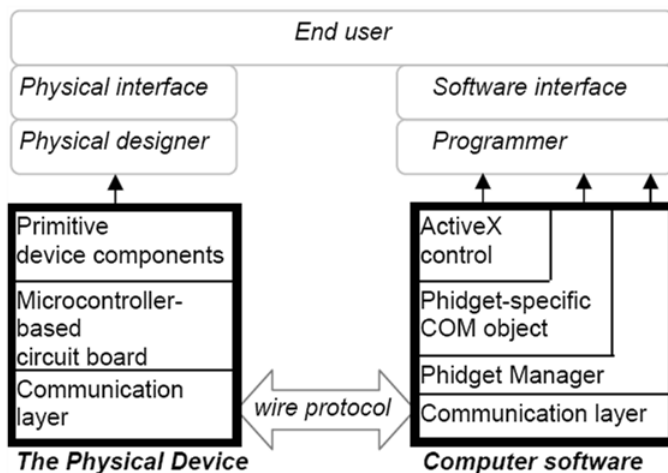 End user
Physical interface
Software interface
Physical designer
Programmer
Primitive
device components
Microcontroller-
based
circuit board
Communication
layer
The Physical Device
wire protocol
ActiveX
control
Phidget-specific
COM object
Phidget Manager
Communication layer
Computer software